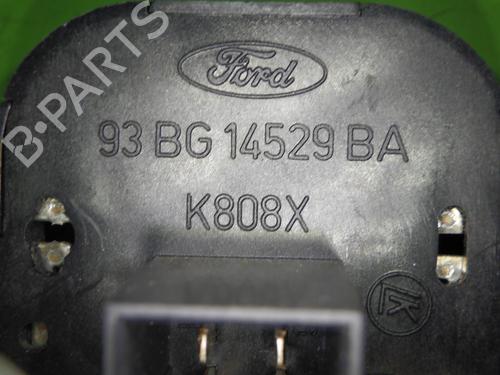 B-PARTS
Ford
93 BG 14529 BA
K808X
K